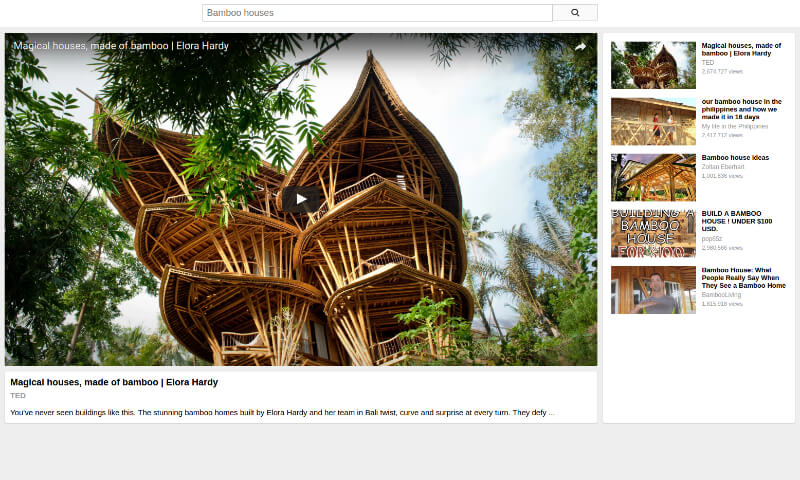 Bamboo houses
Magical houses, made of bamboo | Elora Hardy
Magical houses, made of bamboo | Elora Hardy
TED
You've never seen buildings like this. The stunning bamboo homes built by Elora Hardy and her team in Bali twist, curve and surprise at every turn. They defy ...
Magical houses, made of
bamboo | Elora Hardy
TED
2,674,727 views
our bamboo house in the
philippines and how we
made it in 16 days
My life in the Philippines
2,417,712 views
Bamboo house ideas
Zoltan Eberhart
1,001,636 views
BUILDING A
BAMBOO
HOUSE
FOR $100
BUILD A BAMBOO
HOUSE ! UNDER $100
USD.
pop65z
2,980,566 views
Bamboo House: What
People Really Say When
They See a Bamboo Home
BambooLiving
1,815,918 views